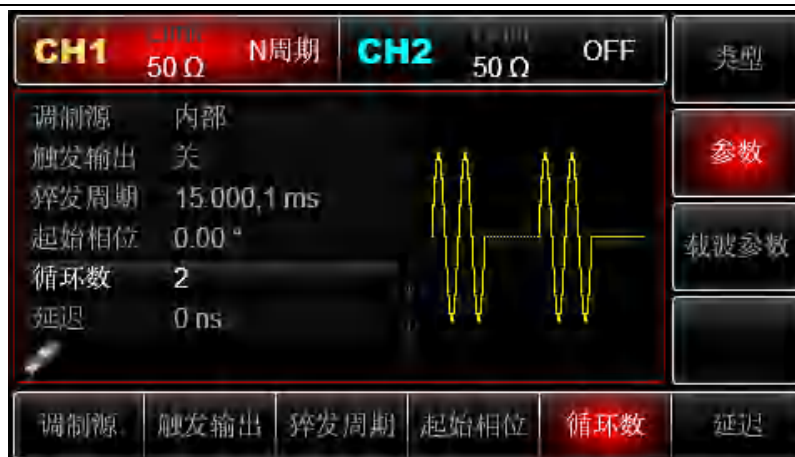 CH1 50 Ω N周期 CH2 50 Ω OFF
类型
调制源 内部
触发输出 关
参数
猝发周期 15.000,1 ms
起始相位 0.00 °
载波参数
循环数 2
延迟 0 ns
调制源 触发输出 猝发周期 起始相位 循环数 延迟